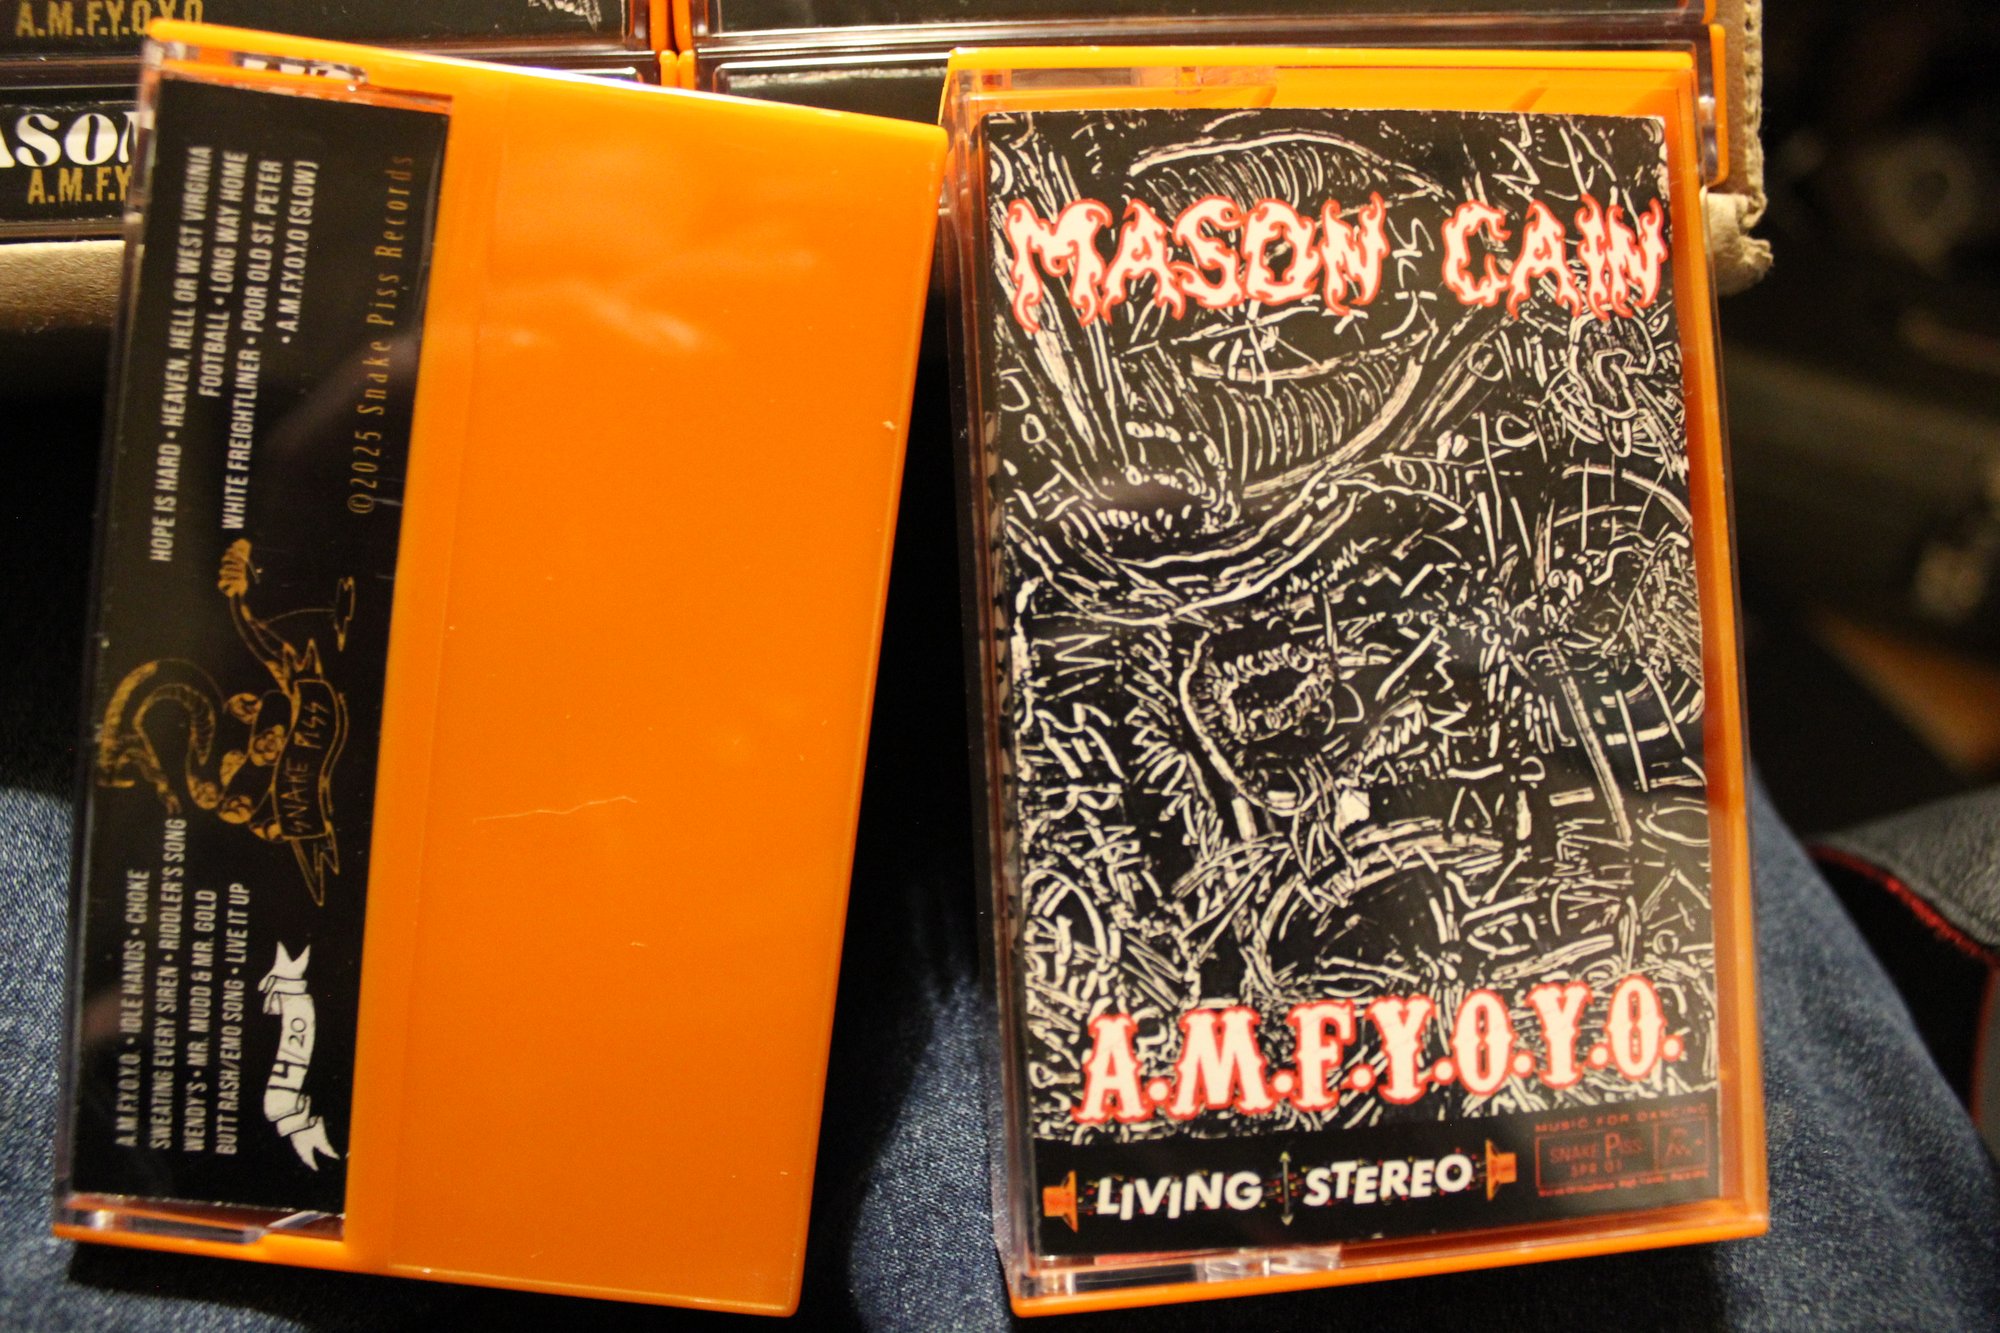 A.M.F.Y.O.Y.O
ASON
A.M.F.Y
A.M.F.Y.O.Y.O. • IDLE HANDS • CHOKE
SWEATING EVERY SIREN • RIDDLER'S SONG
WENDY'S • MR. MUDD & MR. GOLD
BUTT RASH/EMO SONG • LIVE IT UP
4/20
SNAKE PISS
HOPE IS HARD • HEAVEN, HELL OR WEST VIRGINIA
FOOTBALL • LONG WAY HOME
WHITE FREIGHTLINER • POOR OLD ST. PETER
• A.M.F.Y.O.Y.O (SLOW)
©2025 Snake Piss Records
MASON CAIN
A.M.F.Y.O.Y.O.
LIVING STEREO
MUSIC FOR DANCING
SNAKE PISS
SPR 01